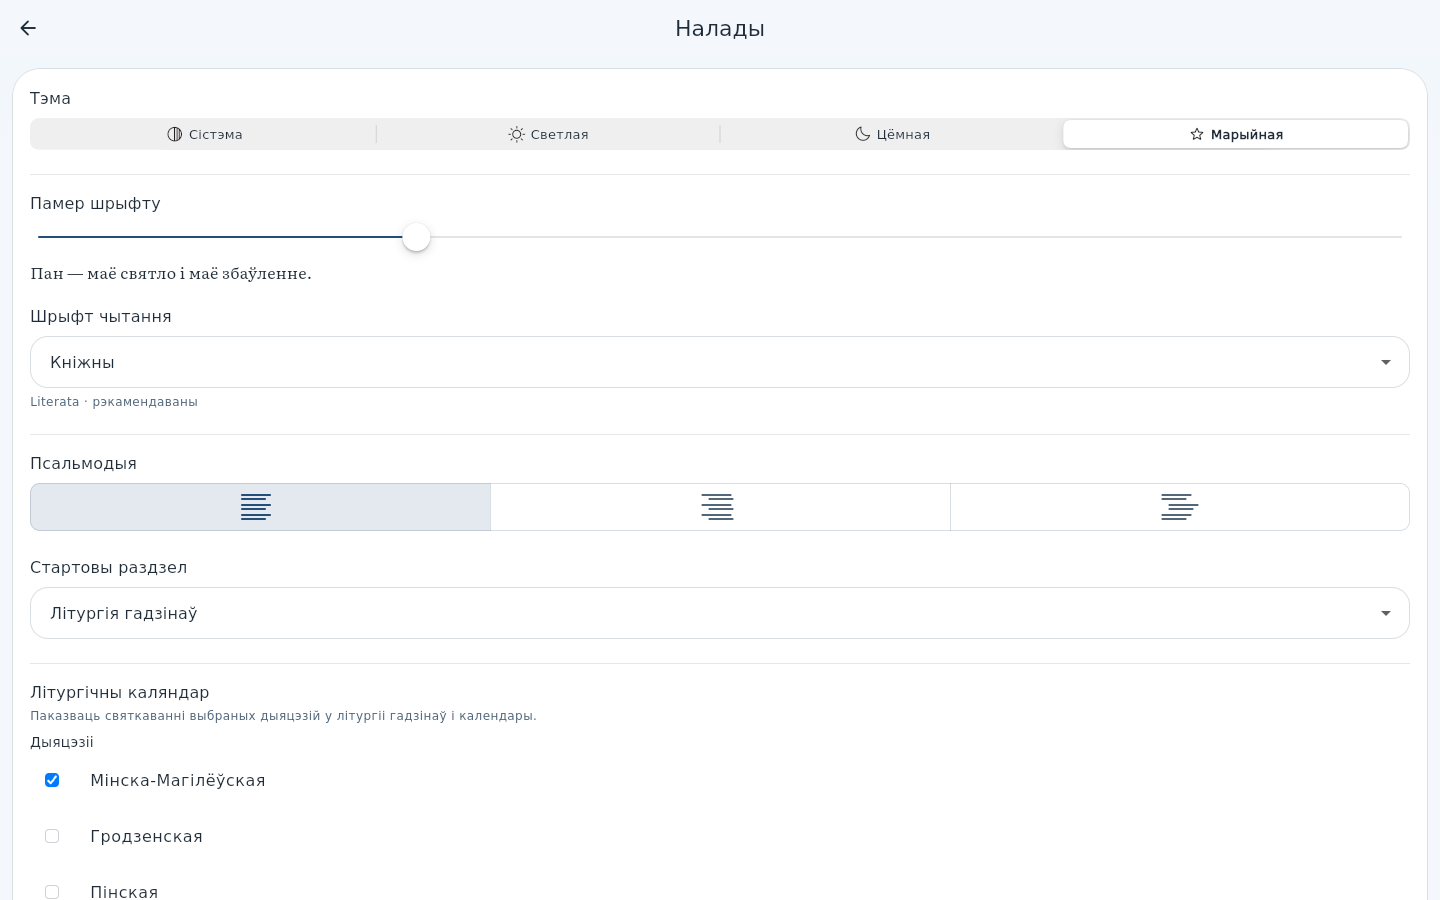 Налады
Тэма
Сістэма
Светлая
Цёмная
Марыйная
Памер шрыфту
Пан — маё святло і маё збаўленне.
Шрыфт чытання
Кніжны
Literata · рэкамендаваны
Псальмодыя
Стартовы раздзел
Літургія гадзінаў
Літургічны каляндар
Паказваць святкаванні выбраных дыяцэзій у літургіі гадзінаў і календары.
Дыяцэзіі
Мінска-Магілёўская
Гродзенская
Пінская